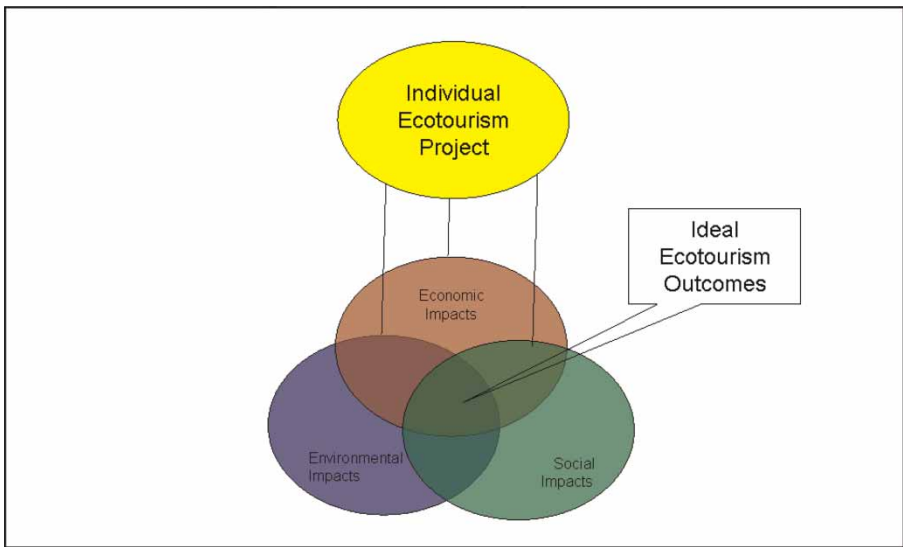 Individual
Ecotourism
Project
Ideal
Ecotourism
Outcomes
Economic
Impacts
Environmental
Impacts
Social
Impacts